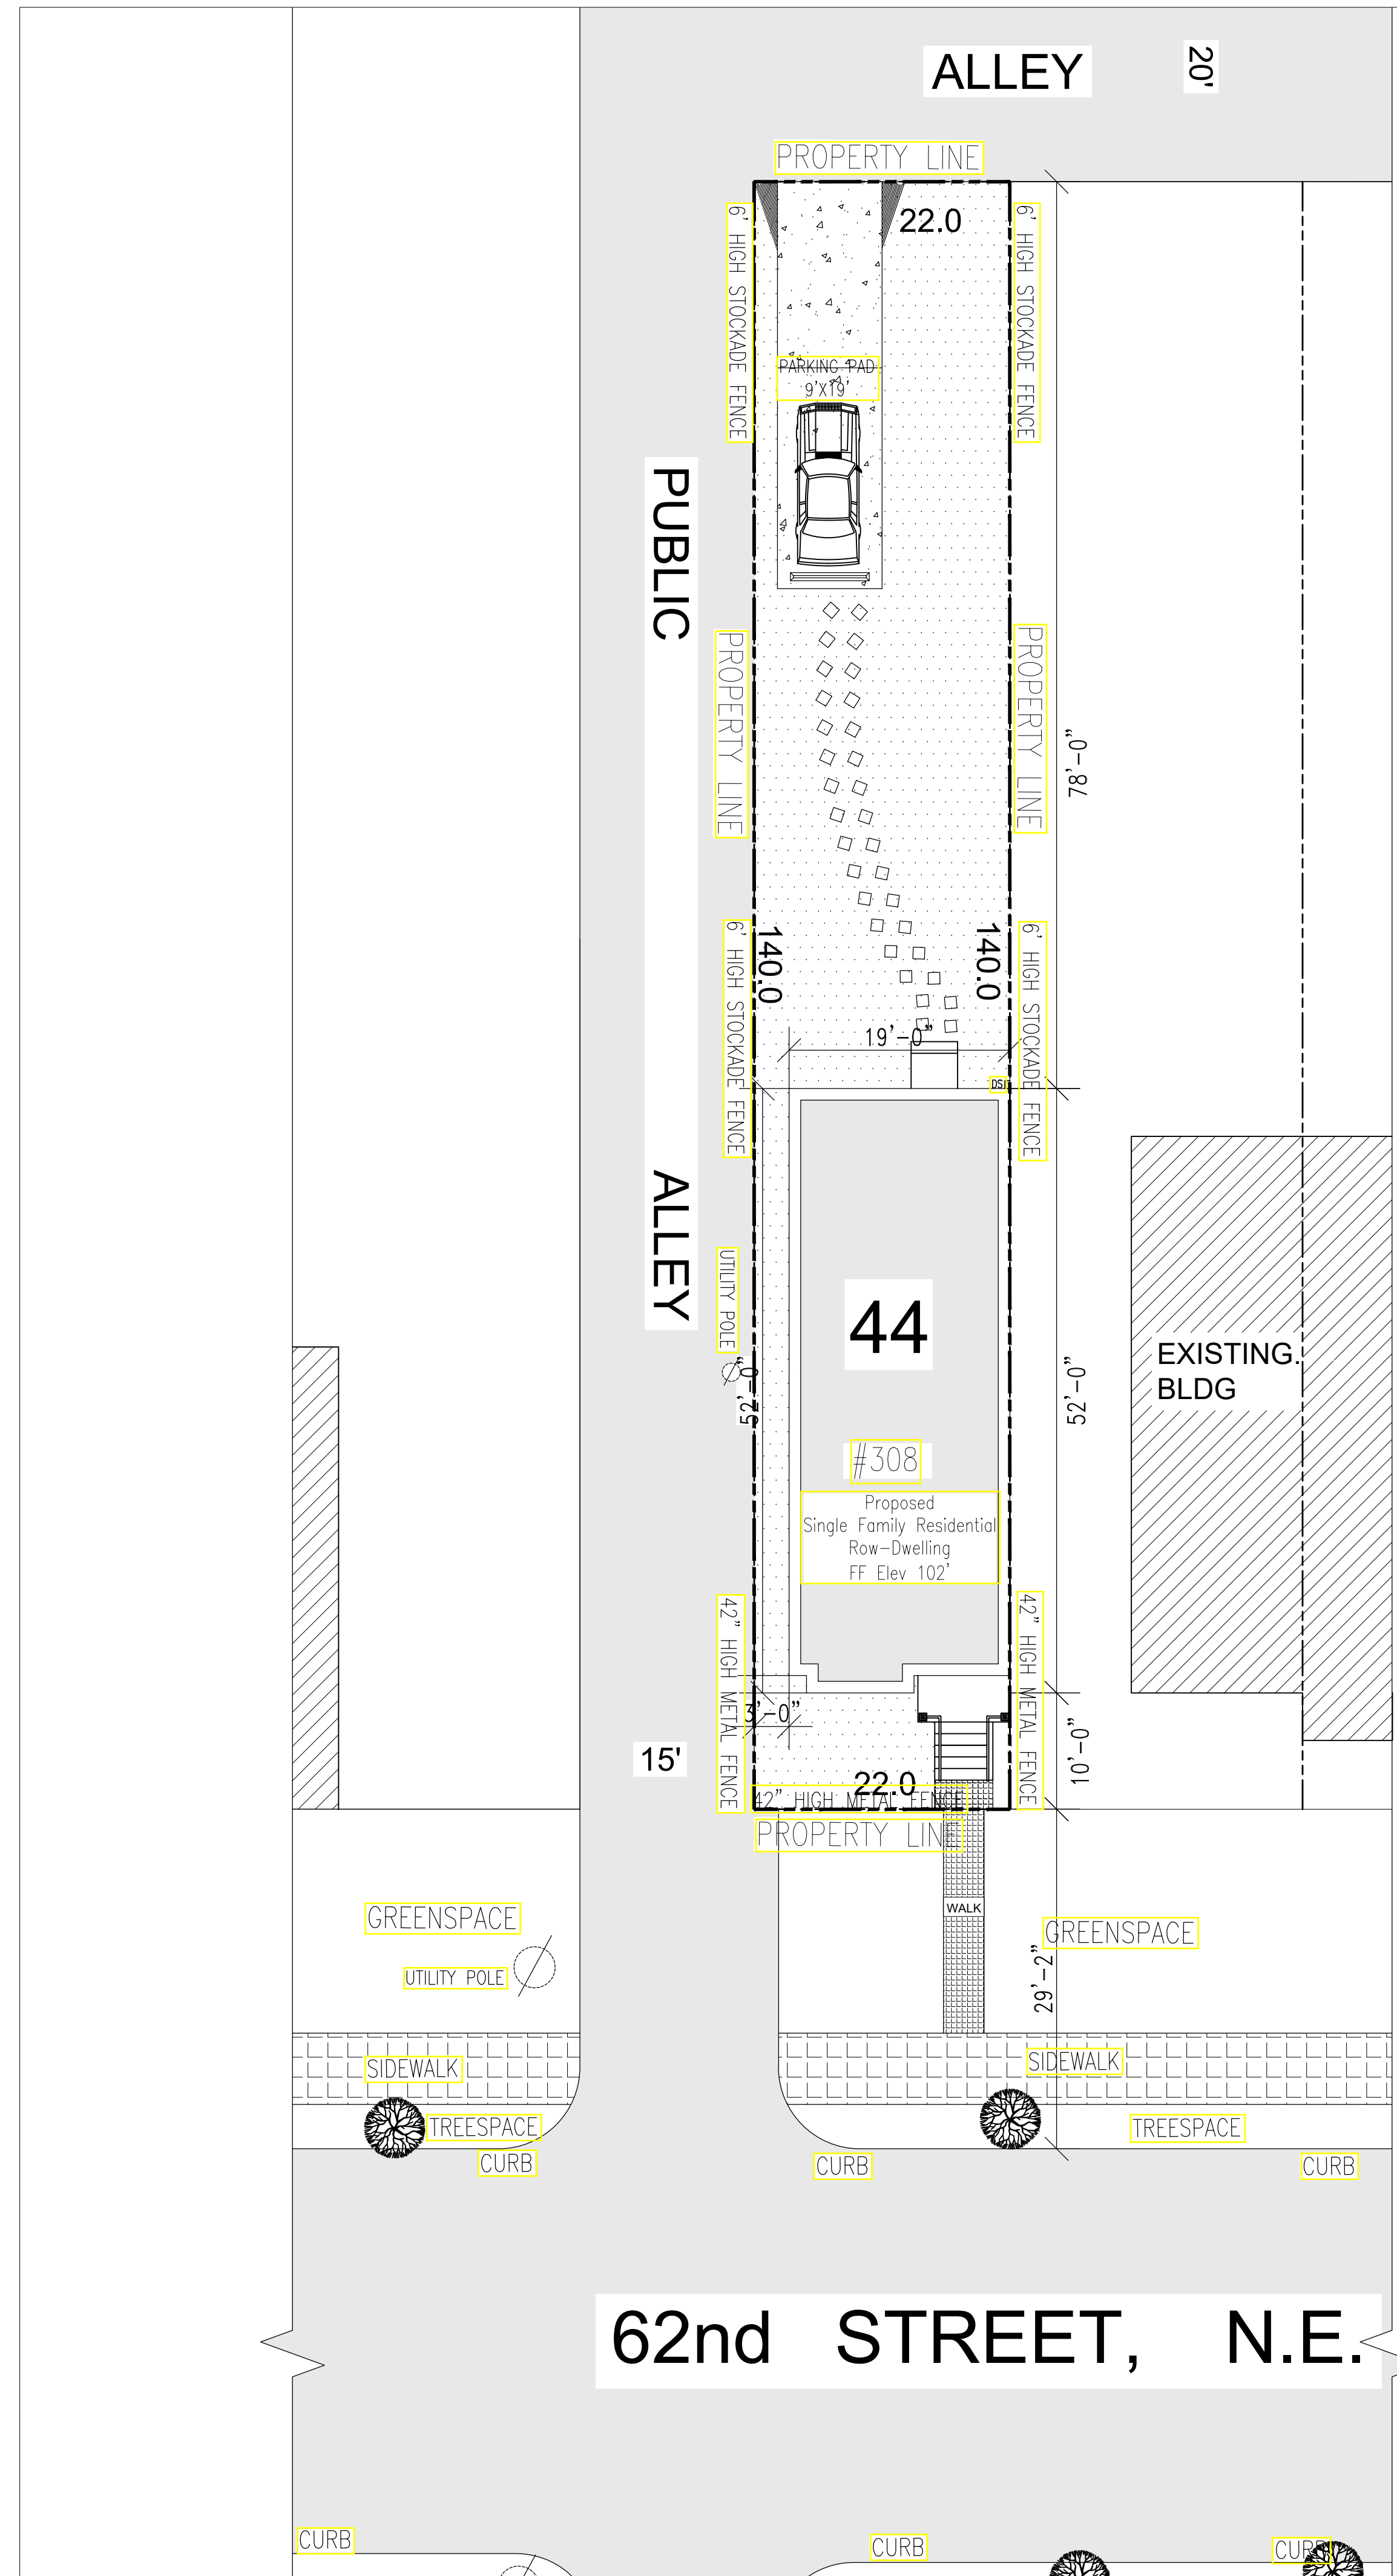 ALLEY
20'
PROPERTY LINE
22.0
6' HIGH STOCKADE FENCE
6' HIGH STOCKADE FENCE
PARKING PAD
9'X19'
PUBLIC
PROPERTY LINE
PROPERTY LINE
78'-0"
140.0
140.0
6' HIGH STOCKADE FENCE
6' HIGH STOCKADE FENCE
19'-0"
ALLEY
UTILITY POLE
44
52'-0"
52'-0"
EXISTING.
BLDG
#308
Proposed
Single Family Residential
Row-Dwelling
FF Elev 102'
42" HIGH METAL FENCE
42" HIGH METAL FENCE
3'-0"
10'-0"
15'
22.0
42" HIGH METAL FENCE
PROPERTY LINE
WALK
GREENSPACE
GREENSPACE
UTILITY POLE
29'-2"
SIDEWALK
SIDEWALK
TREESPACE
TREESPACE
CURB
CURB
CURB
62nd STREET, N.E.
CURB
CURB
CURB